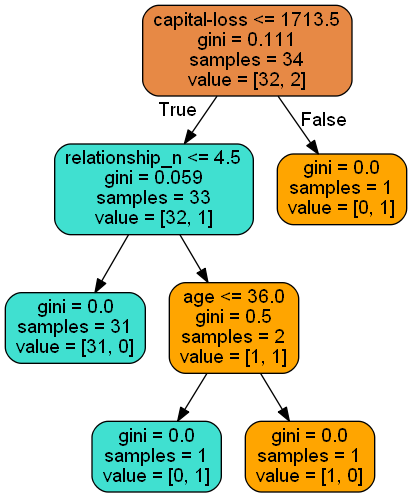 capital-loss <= 1713.5
gini = 0.111
samples = 34
value = [32, 2]
True
False
relationship_n <= 4.5
gini = 0.059
samples = 33
value = [32, 1]
gini = 0.0
samples = 1
value = [0, 1]
gini = 0.0
samples = 31
value = [31, 0]
age <= 36.0
gini = 0.5
samples = 2
value = [1, 1]
gini = 0.0
samples = 1
value = [0, 1]
gini = 0.0
samples = 1
value = [1, 0]